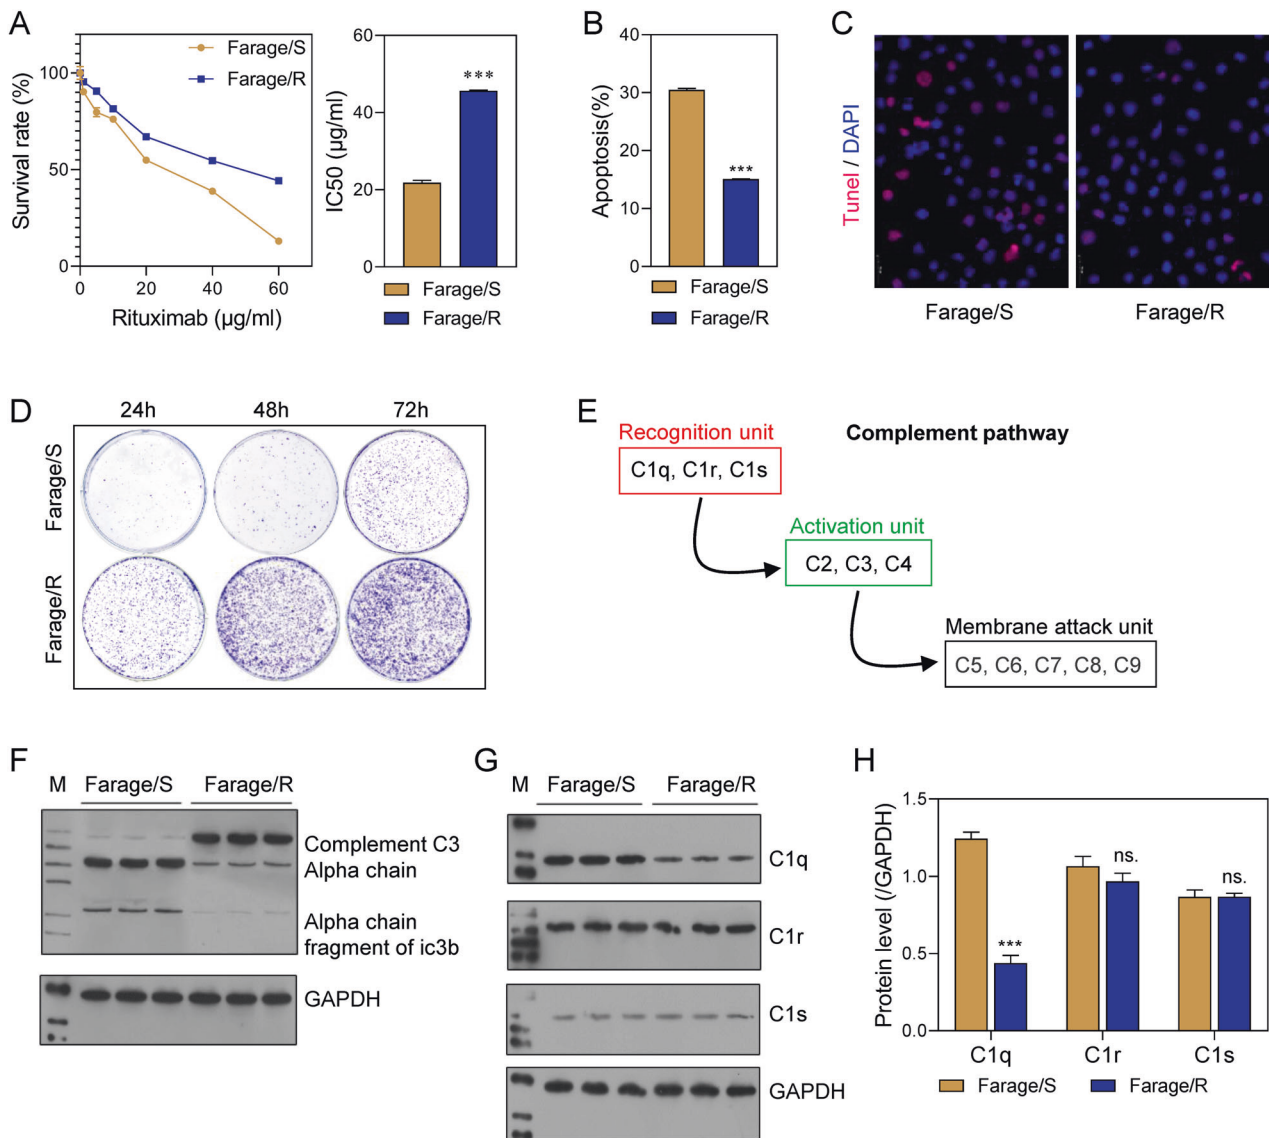 A
Survival rate (%)
100
50
0
0
20
40
60
Rituximab (µg/ml)
Farage/S
Farage/R
IC50 (µg/ml)
60
40
20
0
***
Farage/S
Farage/R
B
Apoptosis(%)
40
30
20
10
0
***
Farage/S
Farage/R
C
Tunel / DAPI
Farage/S
Farage/R
D
24h
48h
72h
Farage/S
Farage/R
E
Recognition unit
Complement pathway
C1q, C1r, C1s
Activation unit
C2, C3, C4
Membrane attack unit
C5, C6, C7, C8, C9
F
M
Farage/S
Farage/R
Complement C3
Alpha chain
Alpha chain
fragment of ic3b
GAPDH
G
M
Farage/S
Farage/R
C1q
C1r
C1s
GAPDH
H
Protein level (/GAPDH)
1.5
1.0
0.5
0.0
***
ns.
ns.
C1q
C1r
C1s
Farage/S
Farage/R